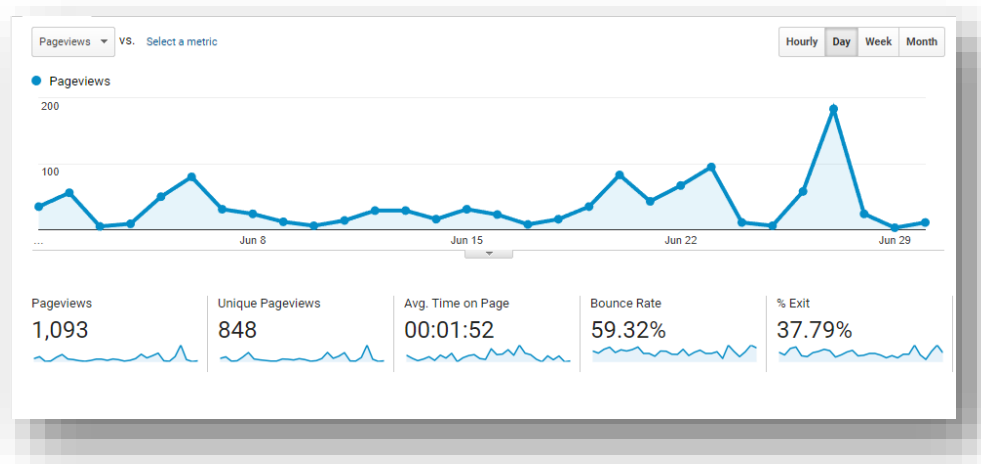 Pageviews VS. Select a metric Hourly Day Week Month
Pageviews
200
100
... Jun 8 Jun 15 Jun 22 Jun 29
Pageviews Unique Pageviews Avg. Time on Page Bounce Rate % Exit
1,093 848 00:01:52 59.32% 37.79%